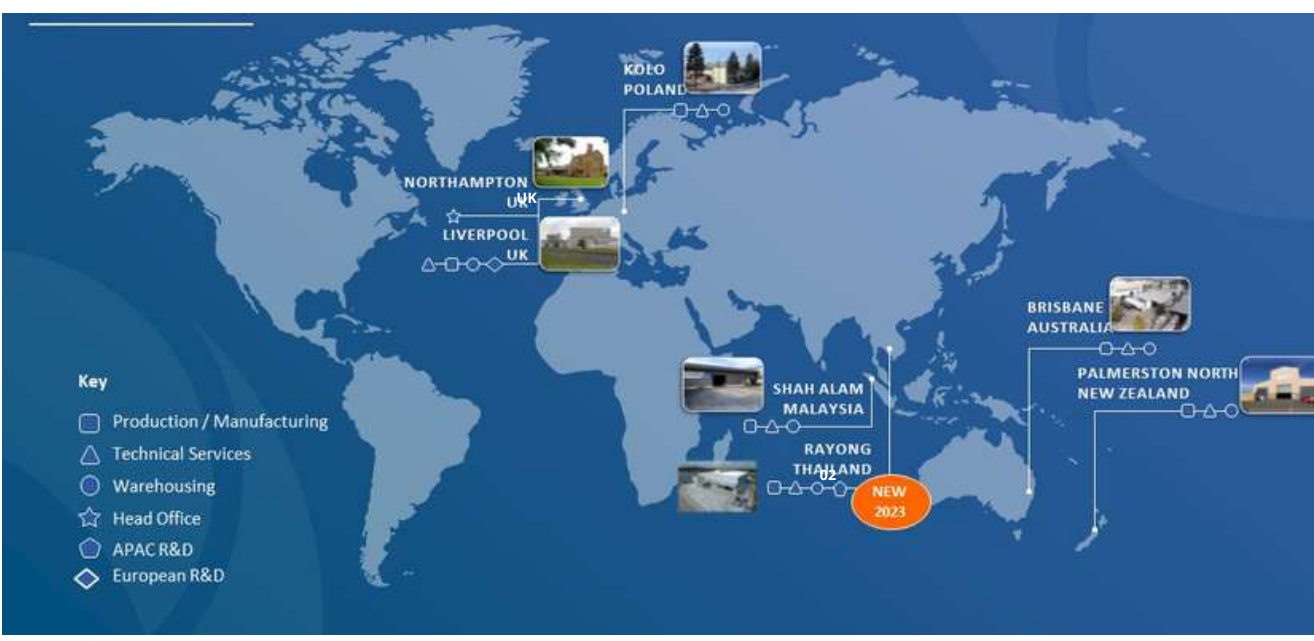 KOŁO
POLAND
NORTHAMPTON
UK
UK
LIVERPOOL
UK
BRISBANE
AUSTRALIA
PALMERSTON NORTH
NEW ZEALAND
SHAH ALAM
MALAYSIA
RAYONG
THAILAND
02
NEW
2023
Key
Production / Manufacturing
Technical Services
Warehousing
Head Office
APAC R&D
European R&D